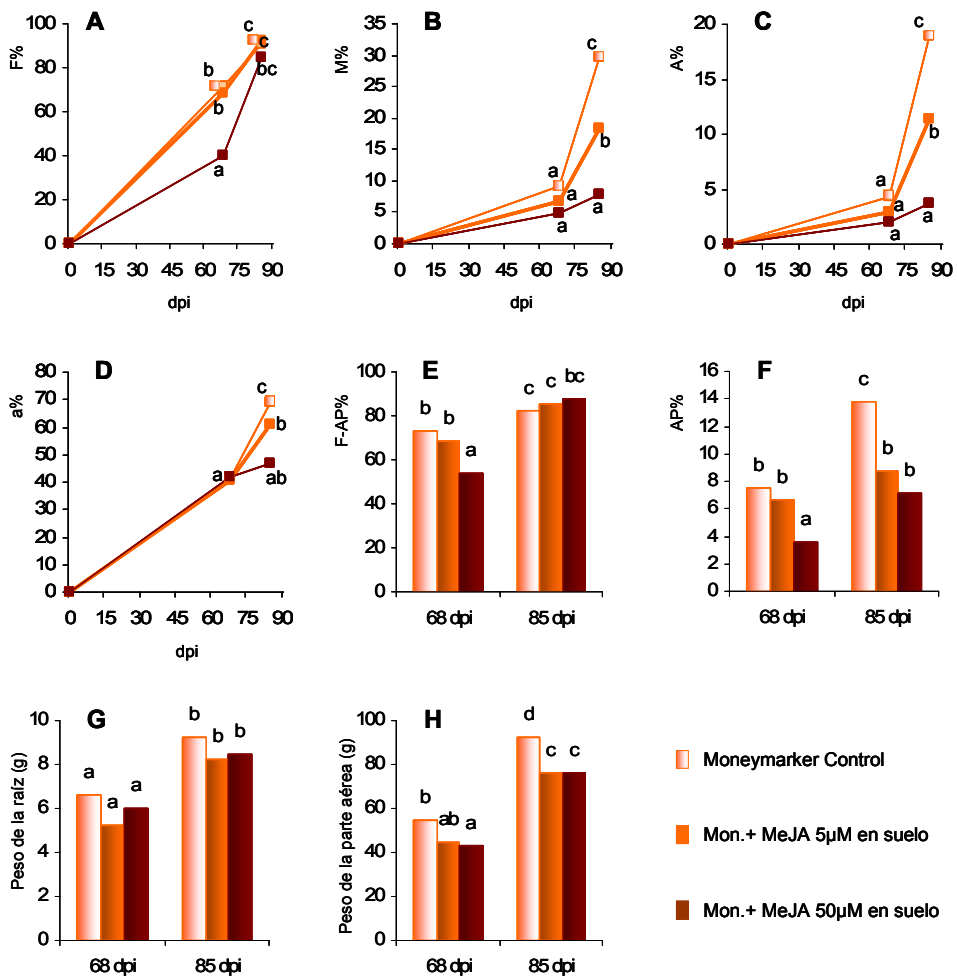 A
F%
100
80
60
40
20
0
c
c
bc
b
b
a
0 15 30 45 60 75 90
dpi
B
M%
35
30
25
20
15
10
5
0
c
b
a
a
a
a
0 15 30 45 60 75 90
dpi
C
A%
20
15
10
5
0
c
b
a
a
a
a
0 15 30 45 60 75 90
dpi
D
a%
80
70
60
50
40
30
20
10
0
c
b
a
ab
0 15 30 45 60 75 90
dpi
E
F-AP%
100
80
60
40
20
0
b b a c c bc
68 dpi 85 dpi
F
AP%
16
14
12
10
8
6
4
2
0
b b a c b b
68 dpi 85 dpi
G
Peso de la raíz (g)
10
8
6
4
2
0
a a a b b b
68 dpi 85 dpi
H
Peso de la parte aérea (g)
100
80
60
40
20
0
b ab a d c c
68 dpi 85 dpi
Moneymarker Control
Mon.+ MeJA 5µM en suelo
Mon.+ MeJA 50µM en suelo